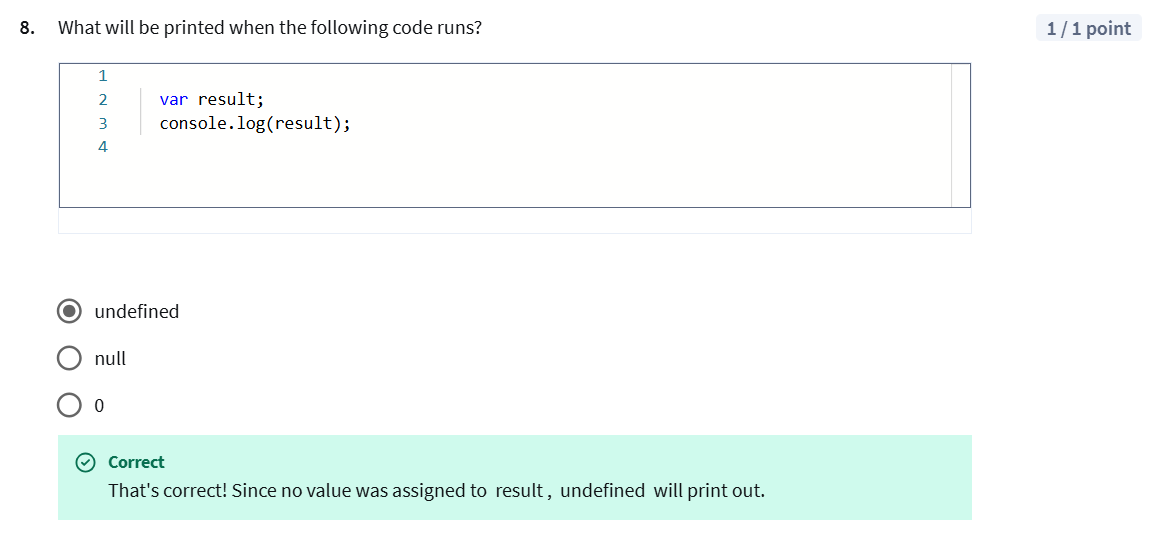 8. What will be printed when the following code runs?
1 / 1 point
1
2 var result;
3 console.log(result);
4
undefined
null
0
Correct
That's correct! Since no value was assigned to result , undefined will print out.